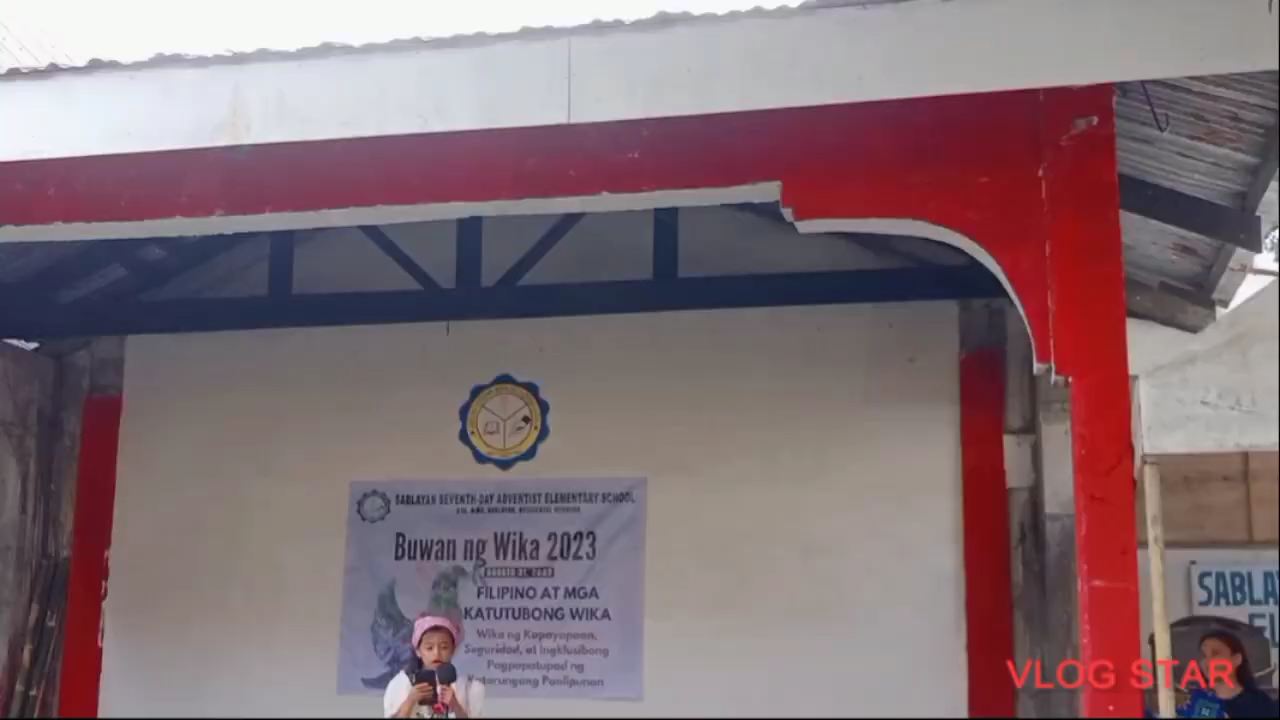 SABLAYAN SEVENTH-DAY ADVENTIST ELEMENTARY SCHOOL
Buwan ng Wika 2023
FILIPINO AT MGA
KATUTUBONG WIKA
Wika ng Kapayapaan,
Seguridad, at Ingklusibong
Pagpapatupad ng
Katarungang Panlipunan
SABLA
VLOG STAR